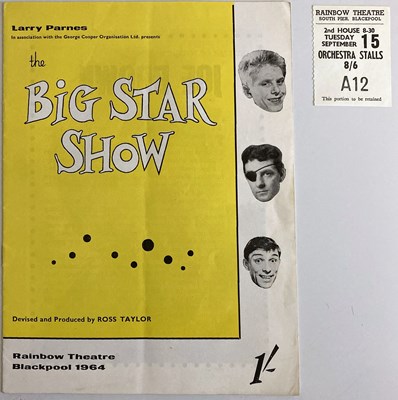 Larry Parnes
In association with the George Cooper Organisation Ltd. presents
the
BIG STAR
SHOW
Devised and Produced by ROSS TAYLOR
Rainbow Theatre
Blackpool 1964
1/-
RAINBOW THEATRE
SOUTH PIER, BLACKPOOL
2nd HOUSE 8-30
TUESDAY 15
SEPTEMBER
ORCHESTRA STALLS
8/6
A12
This portion to be retained